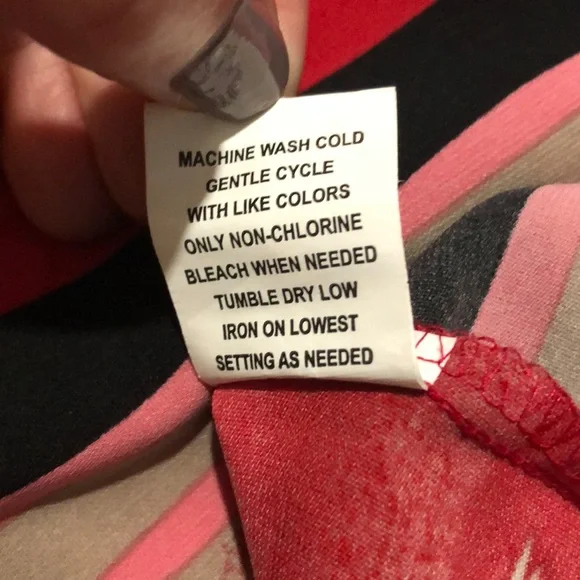 MACHINE WASH COLD
GENTLE CYCLE
WITH LIKE COLORS
ONLY NON-CHLORINE
BLEACH WHEN NEEDED
TUMBLE DRY LOW
IRON ON LOWEST
SETTING AS NEEDED